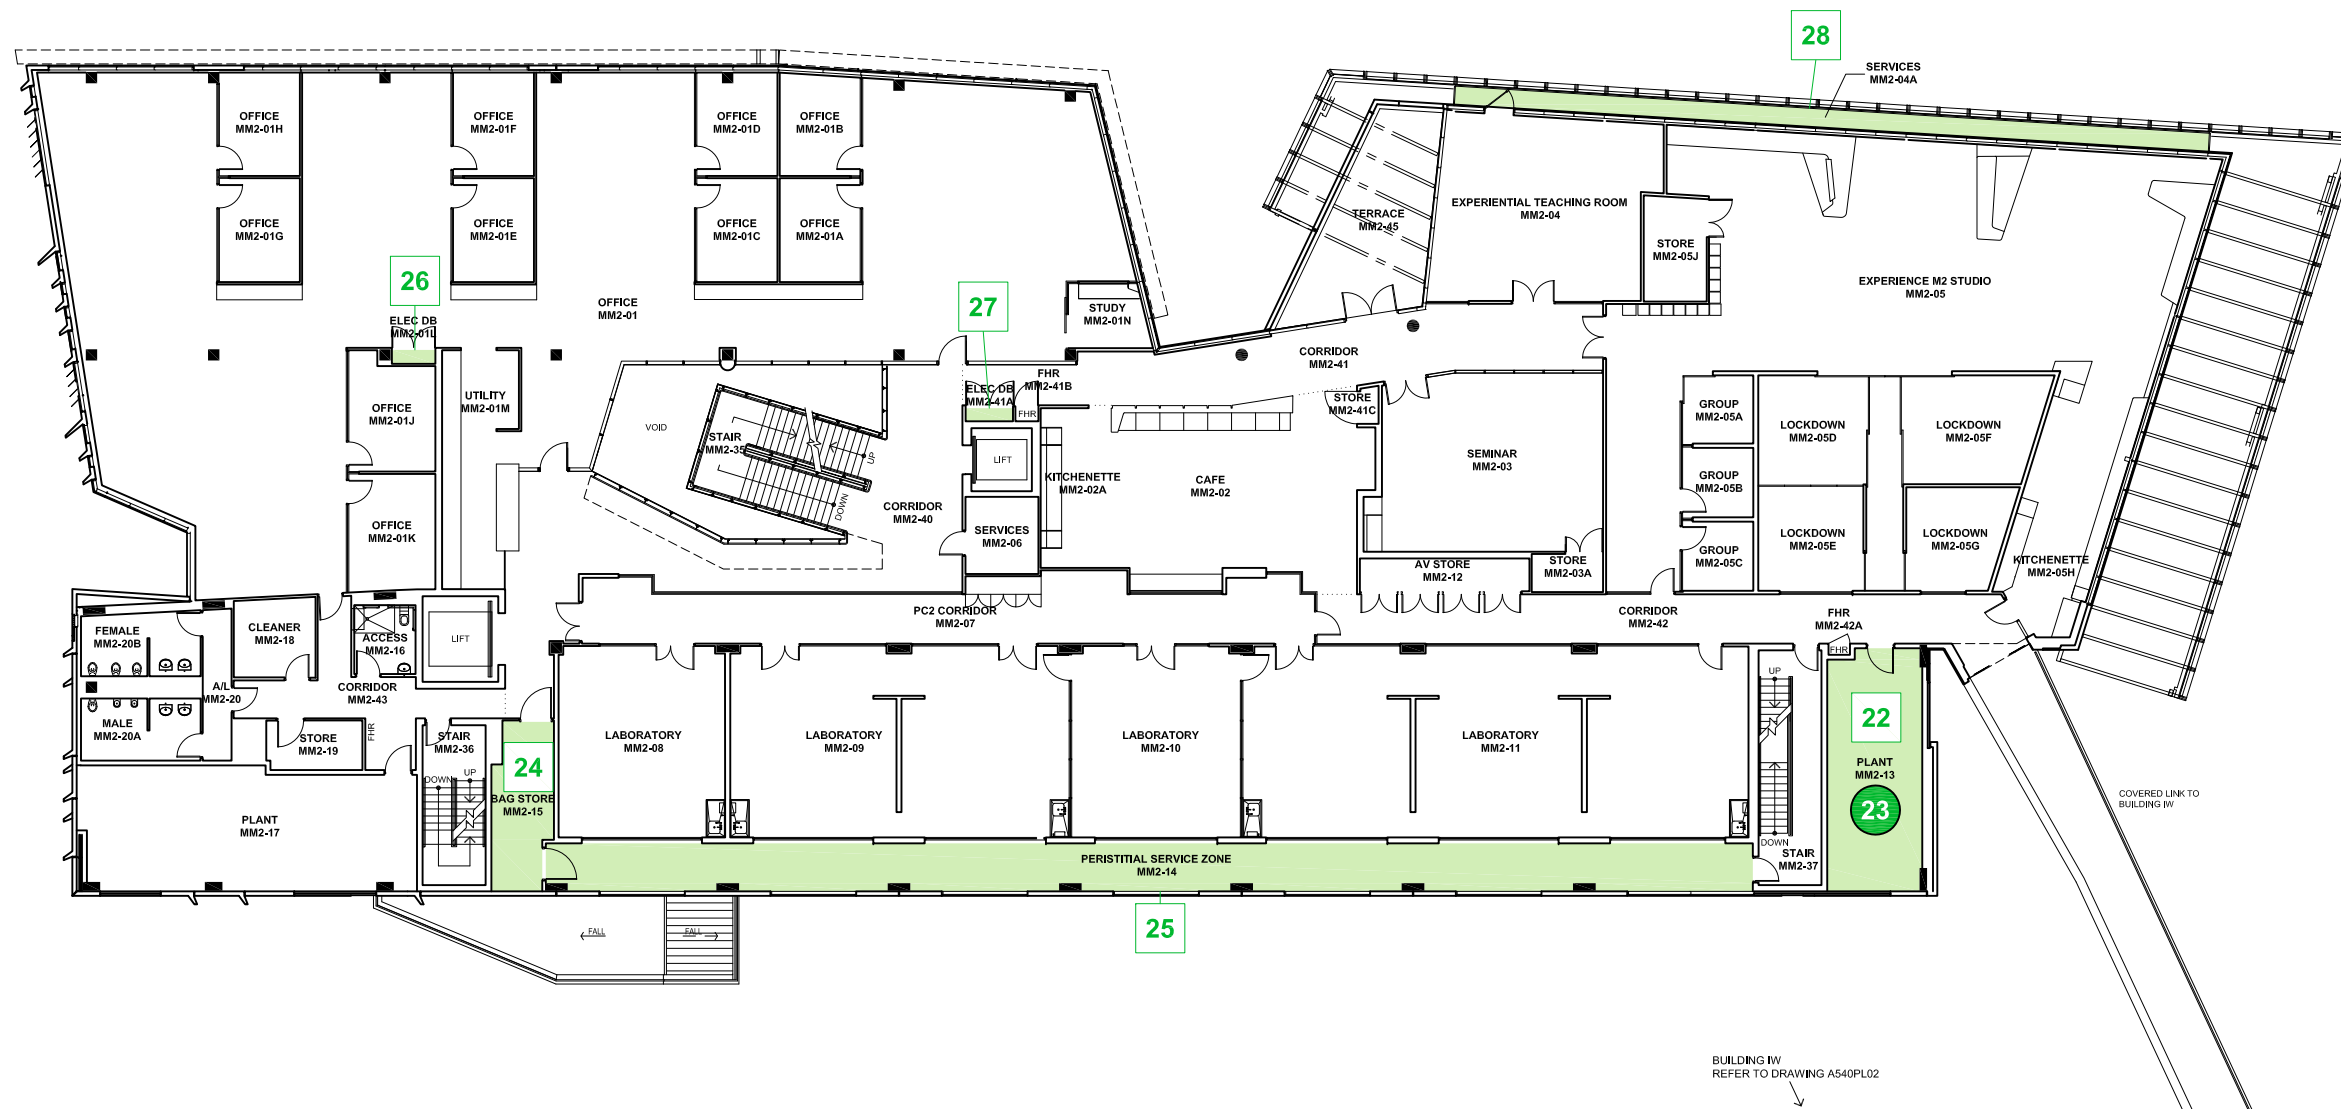 28
SERVICES
MM2-04A
OFFICE
MM2-01H
OFFICE
MM2-01F
OFFICE
MM2-01D
OFFICE
MM2-01B
OFFICE
MM2-01G
OFFICE
MM2-01E
OFFICE
MM2-01C
OFFICE
MM2-01A
TERRACE
MM2-45
EXPERIENTIAL TEACHING ROOM
MM2-04
STORE
MM2-05J
EXPERIENCE M2 STUDIO
MM2-05
26
27
OFFICE
MM2-01
STUDY
MM2-01N
ELEC DB
MM2-01L
CORRIDOR
MM2-41
FHR
MM2-41B
ELEC DB
MM2-41A
FHR
OFFICE
MM2-01J
UTILITY
MM2-01M
VOID
STAIR
MM2-35
UP
DOWN
LIFT
KITCHENETTE
MM2-02A
CAFE
MM2-02
STORE
MM2-41C
SEMINAR
MM2-03
GROUP
MM2-05A
LOCKDOWN
MM2-05D
LOCKDOWN
MM2-05F
GROUP
MM2-05B
OFFICE
MM2-01K
CORRIDOR
MM2-40
SERVICES
MM2-06
AV STORE
MM2-12
STORE
MM2-03A
GROUP
MM2-05C
LOCKDOWN
MM2-05E
LOCKDOWN
MM2-05G
KITCHENETTE
MM2-05H
PC2 CORRIDOR
MM2-07
CORRIDOR
MM2-42
FHR
MM2-42A
FHR
FEMALE
MM2-20B
CLEANER
MM2-18
ACCESS
MM2-16
LIFT
A/L
MM2-20
CORRIDOR
MM2-43
MALE
MM2-20A
STORE
MM2-19
FHR
STAIR
MM2-36
DOWN
UP
24
BAG STORE
MM2-15
LABORATORY
MM2-08
LABORATORY
MM2-09
LABORATORY
MM2-10
LABORATORY
MM2-11
UP
DOWN
STAIR
MM2-37
22
PLANT
MM2-13
23
PLANT
MM2-17
PERISTITIAL SERVICE ZONE
MM2-14
25
FALL
FALL
COVERED LINK TO
BUILDING IW
BUILDING IW
REFER TO DRAWING A540PL02